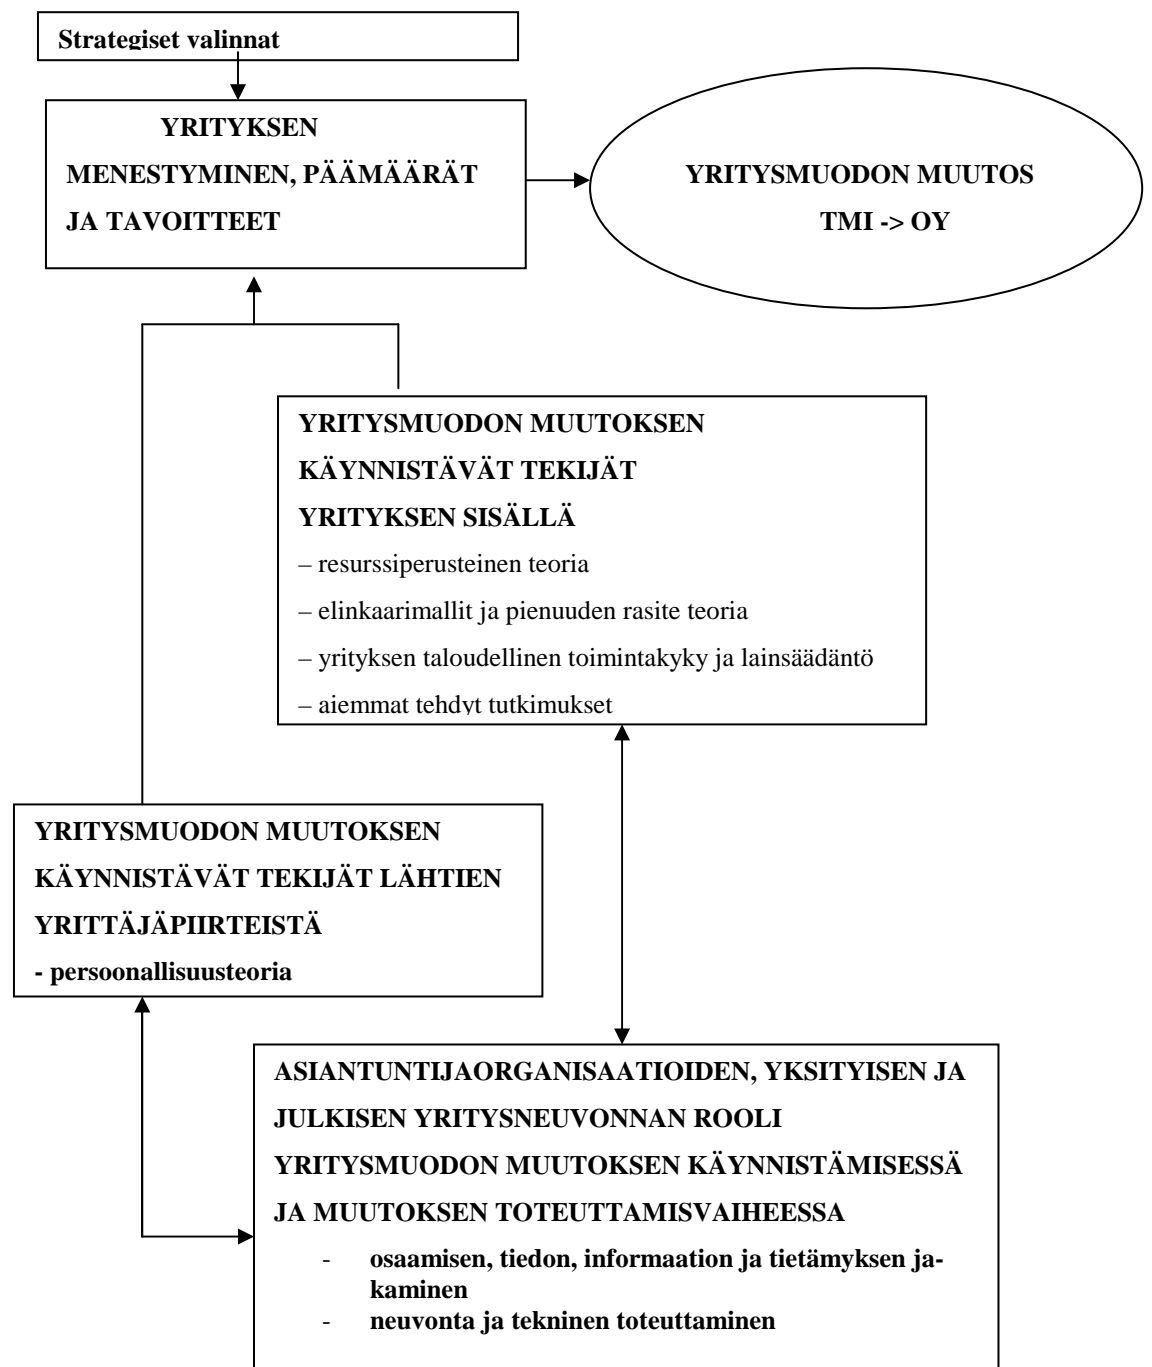 Strategiset valinnat
YRITYKSEN
MENESTYMINEN, PÄÄMÄÄRÄT
JA TAVOITTEET
YRITYSMUODON MUUTOS
TMI -> OY
YRITYSMUODON MUUTOKSEN
KÄYNNISTÄVÄT TEKIJÄT
YRITYKSEN SISÄLLÄ
– resurssiperusteinen teoria
– elinkaarimallit ja pienuuden rasite teoria
– yrityksen taloudellinen toimintakyky ja lainsäädäntö
– aiemmat tehdyt tutkimukset
YRITYSMUODON MUUTOKSEN
KÄYNNISTÄVÄT TEKIJÄT LÄHTIEN
YRITTÄJÄPIIRTEISTÄ
- persoonallisuusteoria
ASIANTUNTIJAORGANISAATIOIDEN, YKSITYISEN JA
JULKISEN YRITYSNEUVONNAN ROOLI
YRITYSMUODON MUUTOKSEN KÄYNNISTÄMISESSÄ
JA MUUTOKSEN TOTEUTTAMISVAIHEESSA
- osaamisen, tiedon, informaation ja tietämyksen ja-
kaminen
- neuvonta ja tekninen toteuttaminen